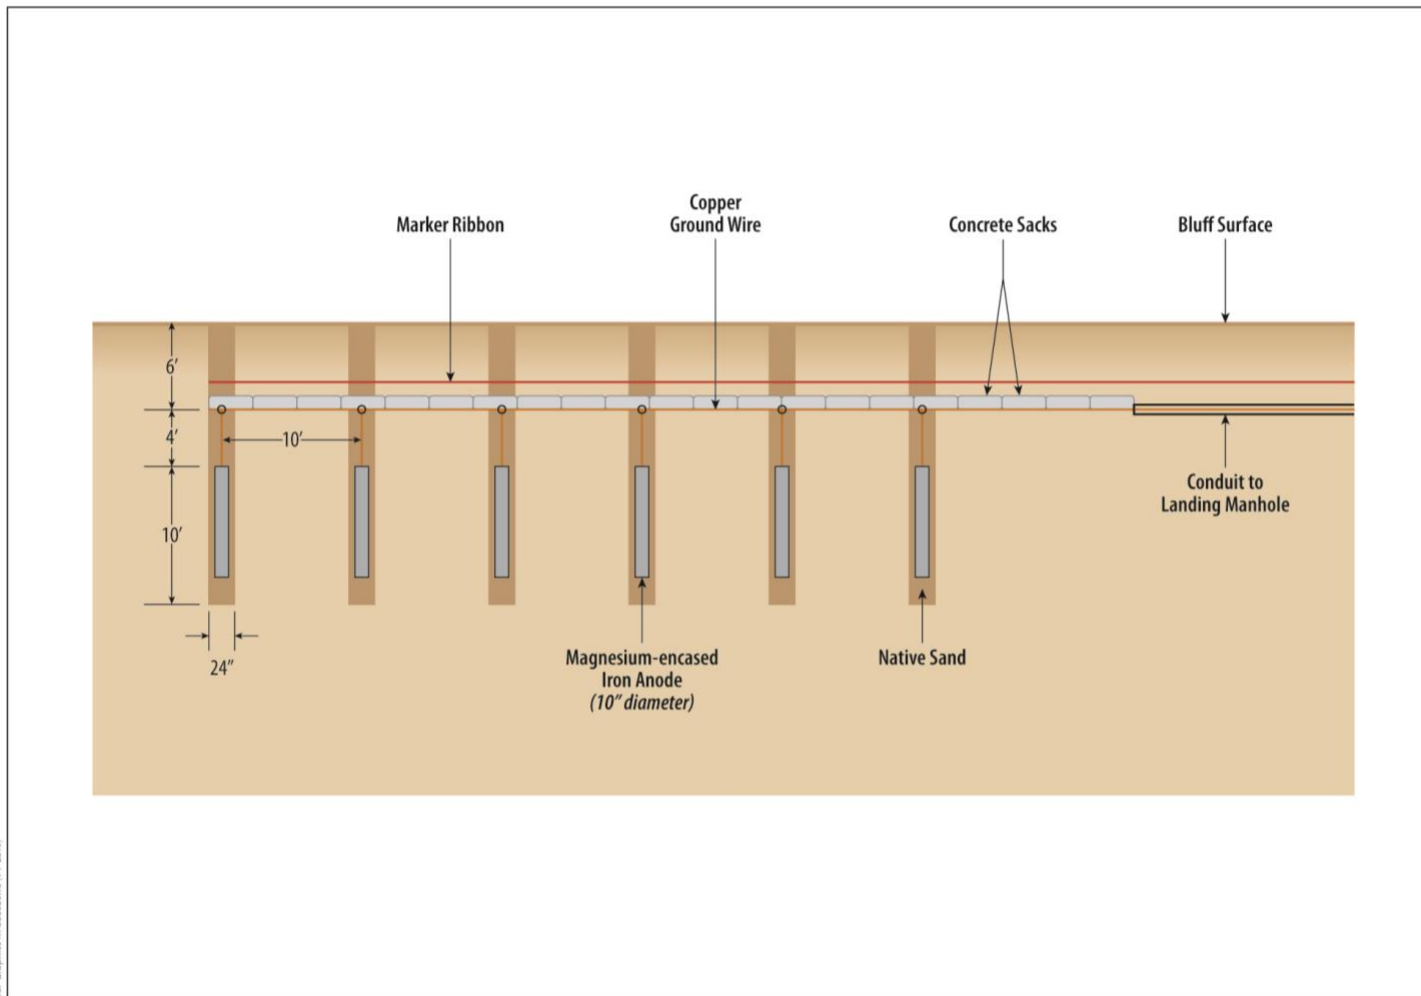 Copper
Marker Ribbon
Ground Wire
Concrete Sacks
Bluff Surface
6’
4’
10’
10’
Conduit to
Landing Manhole
24”
Magnesium-encased
Iron Anode
(10” diameter)
Native Sand